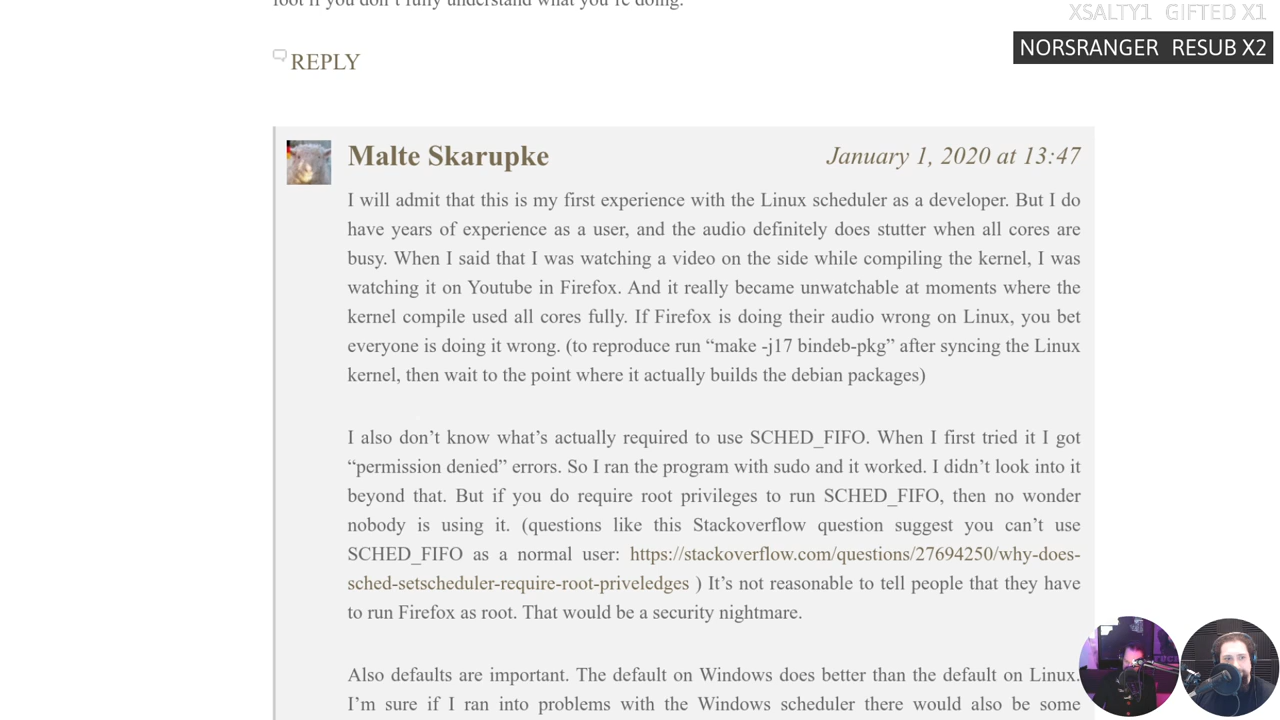 root if you don't fully understand what you're doing.
XSALTY1 GIFTED X1
NORSRANGER RESUB X2
REPLY
Malte Skarupke
January 1, 2020 at 13:47
I will admit that this is my first experience with the Linux scheduler as a developer. But I do
have years of experience as a user, and the audio definitely does stutter when all cores are
busy. When I said that I was watching a video on the side while compiling the kernel, I was
watching it on Youtube in Firefox. And it really became unwatchable at moments where the
kernel compile used all cores fully. If Firefox is doing their audio wrong on Linux, you bet
everyone is doing it wrong. (to reproduce run “make -j17 bindeb-pkg” after syncing the Linux
kernel, then wait to the point where it actually builds the debian packages)
I also don’t know what’s actually required to use SCHED_FIFO. When I first tried it I got
“permission denied” errors. So I ran the program with sudo and it worked. I didn’t look into it
beyond that. But if you do require root privileges to run SCHED_FIFO, then no wonder
nobody is using it. (questions like this Stackoverflow question suggest you can’t use
SCHED_FIFO as a normal user: https://stackoverflow.com/questions/27694250/why-does-
sched-setscheduler-require-root-priveledges ) It’s not reasonable to tell people that they have
to run Firefox as root. That would be a security nightmare.
Also defaults are important. The default on Windows does better than the default on Linux.
I’m sure if I ran into problems with the Windows scheduler there would also be some